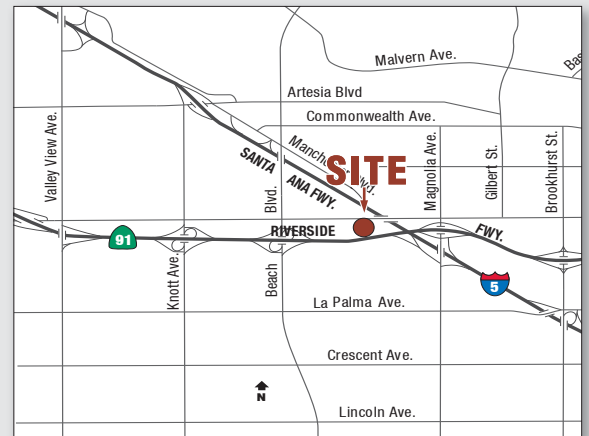 Malvern Ave.
Artesia Blvd
Commonwealth Ave.
Valley View Ave.
SANTA ANA FWY.
SITE
Magnolia Ave.
Gilbert St.
Brookhurst St.
Beach Blvd.
91
RIVERSIDE FWY.
Knott Ave.
5
La Palma Ave.
Crescent Ave.
N
Lincoln Ave.